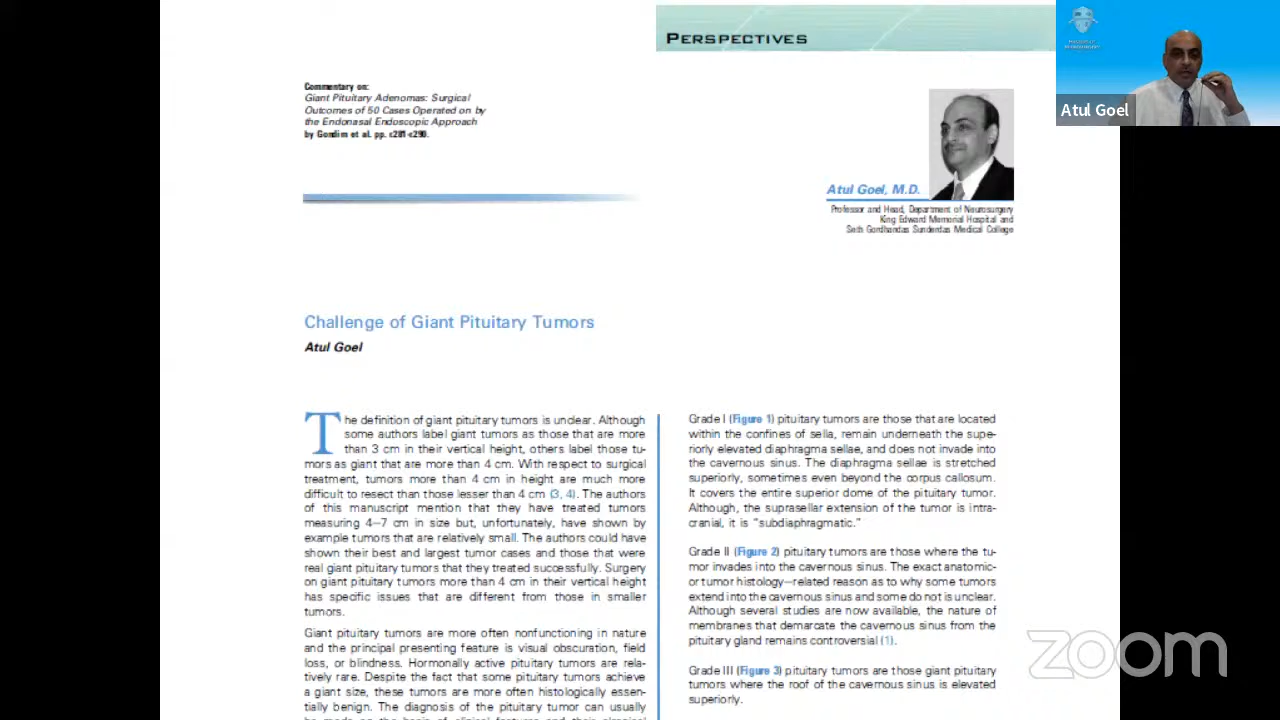 PERSPECTIVES
Commentary on:
Giant Pituitary Adenomas: Surgical
Outcomes of 50 Cases Operated on by
the Endonasal Endoscopic Approach
by Gondim et al. pp. e281-e290.
Atul Goel
Atul Goel, M.D.
Professor and Head, Department of Neurosurgery
King Edward Memorial Hospital and
Seth Gordhandas Sunderdas Medical College
Challenge of Giant Pituitary Tumors
Atul Goel
The definition of giant pituitary tumors is unclear. Although
some authors label giant tumors as those that are more
than 3 cm in their vertical height, others label those tu-
mors as giant that are more than 4 cm. With respect to surgical
treatment, tumors more than 4 cm in height are much more
difficult to resect than those lesser than 4 cm (3, 4). The authors
of this manuscript mention that they have treated tumors
measuring 4–7 cm in size but, unfortunately, have shown by
example tumors that are relatively small. The authors could have
shown their best and largest tumor cases and those that were
real giant pituitary tumors that they treated successfully. Surgery
on giant pituitary tumors more than 4 cm in their vertical height
has specific issues that are different from those in smaller
tumors.
Giant pituitary tumors are more often nonfunctioning in nature
and the principal presenting feature is visual obscuration, field
loss, or blindness. Hormonally active pituitary tumors are rela-
tively rare. Despite the fact that some pituitary tumors achieve
a giant size, these tumors are more often histologically essen-
tially benign. The diagnosis of the pituitary tumor can usually
be made on the basis of clinical features and their classical
Grade I (Figure 1) pituitary tumors are those that are located
within the confines of sella, remain underneath the supe-
riorly elevated diaphragma sellae, and does not invade into
the cavernous sinus. The diaphragma sellae is stretched
superiorly, sometimes even beyond the corpus callosum.
It covers the entire superior dome of the pituitary tumor.
Although, the suprasellar extension of the tumor is intra-
cranial, it is “subdiaphragmatic.”
Grade II (Figure 2) pituitary tumors are those where the tu-
mor invades into the cavernous sinus. The exact anatomic-
or tumor histology—related reason as to why some tumors
extend into the cavernous sinus and some do not is unclear.
Although several studies are now available, the nature of
membranes that demarcate the cavernous sinus from the
pituitary gland remains controversial (1).
Grade III (Figure 3) pituitary tumors are those giant pituitary
tumors where the roof of the cavernous sinus is elevated
superiorly.
zoom